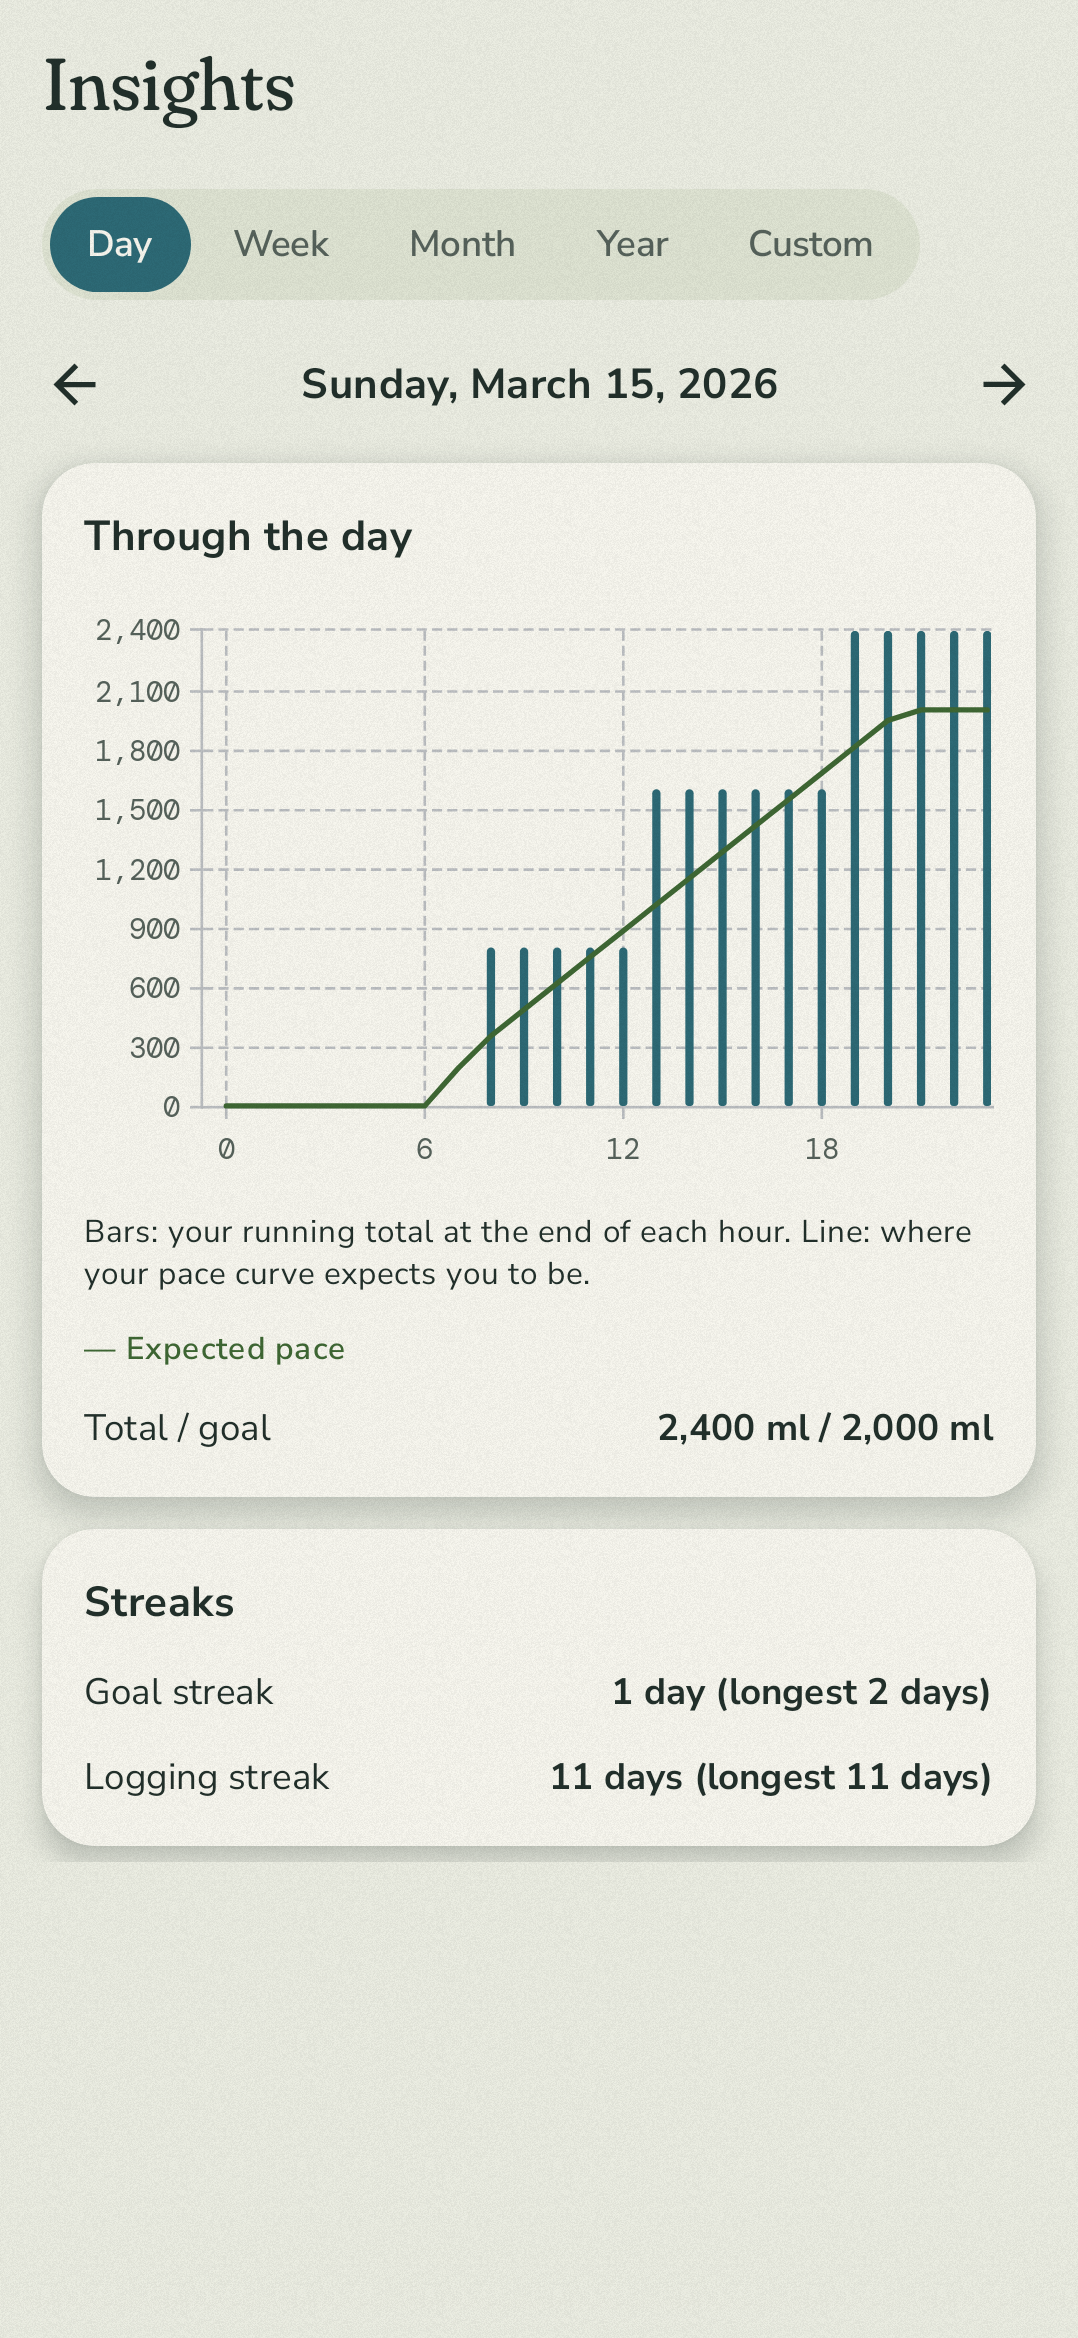 Insights
Day Week Month Year Custom
Sunday, March 15, 2026
Through the day
2,400
2,100
1,800
1,500
1,200
900
600
300
0
0 6 12 18
Bars: your running total at the end of each hour. Line: where
your pace curve expects you to be.
— Expected pace
Total / goal 2,400 ml / 2,000 ml
Streaks
Goal streak 1 day (longest 2 days)
Logging streak 11 days (longest 11 days)